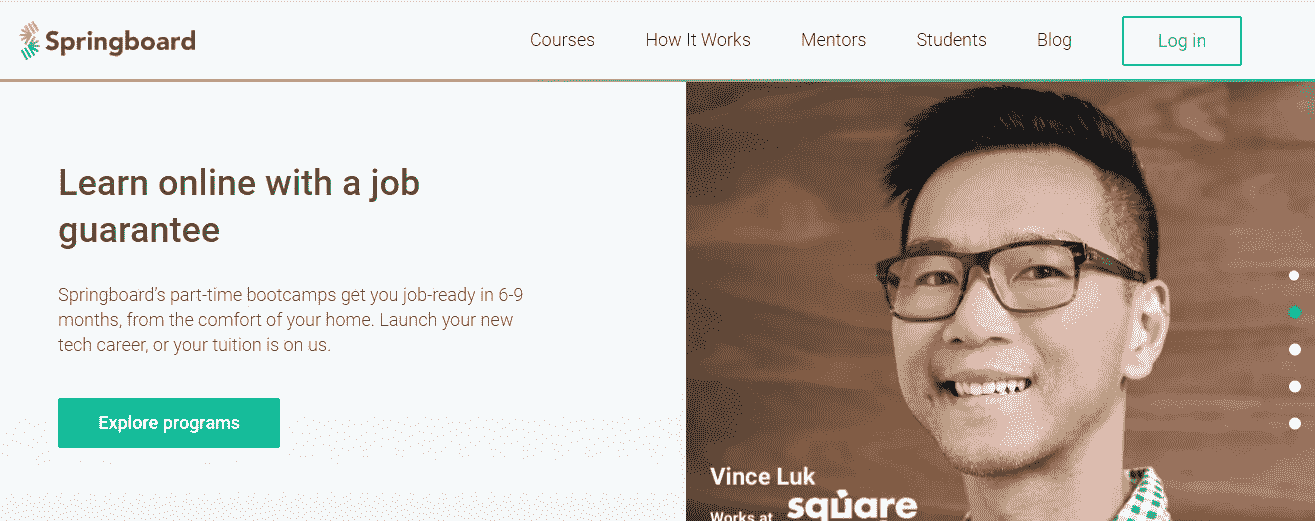 Springboard
Courses How It Works Mentors Students Blog Log in
Learn online with a job
guarantee
Springboard's part-time bootcamps get you job-ready in 6-9
months, from the comfort of your home. Launch your new
tech career, or your tuition is on us.
Explore programs
Vince Luk
Works at square